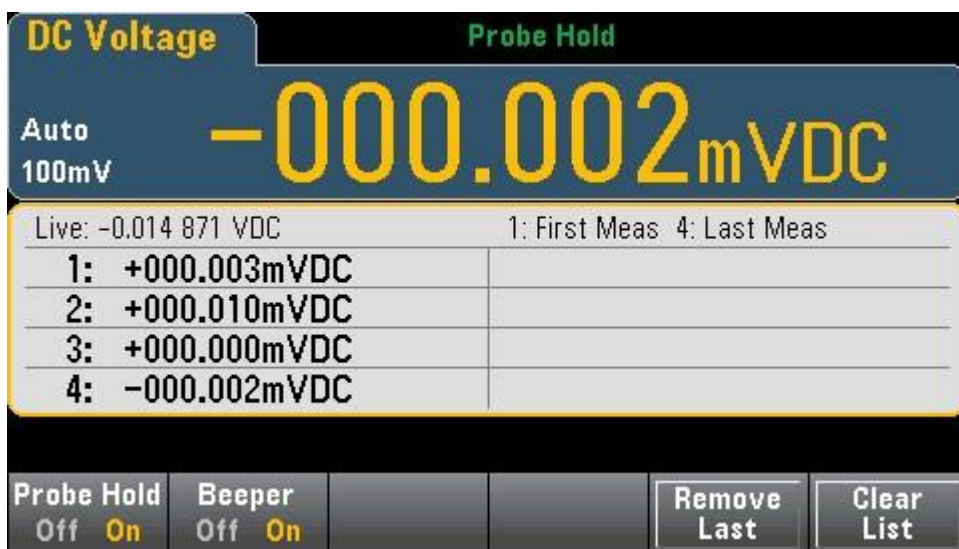 DC Voltage
Probe Hold
Auto
100mV
-000.002mVDC
Live: -0.014 871 VDC
1: First Meas 4: Last Meas
1: +000.003mVDC
2: +000.010mVDC
3: +000.000mVDC
4: -000.002mVDC
Probe Hold
Off On
Beeper
Off On
Remove
Last
Clear
List